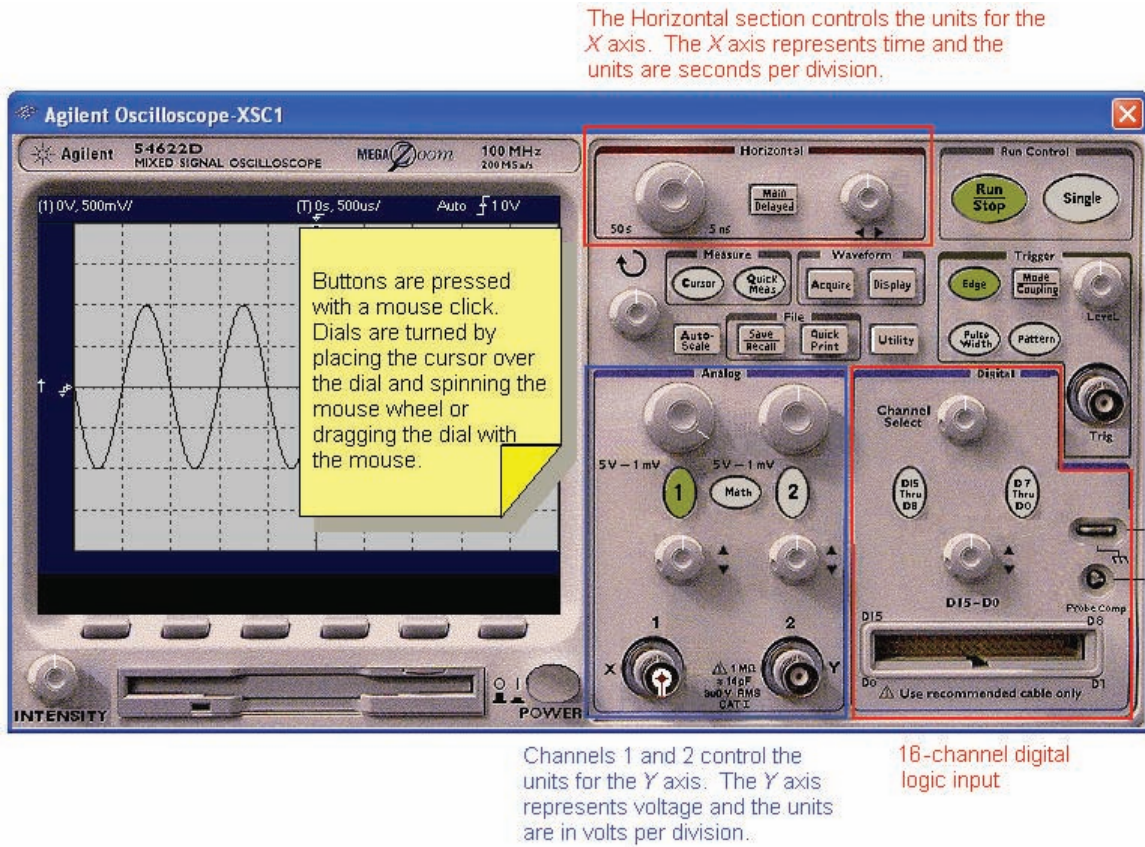 The Horizontal section controls the units for the
X axis. The X axis represents time and the
units are seconds per division.
Agilent Oscilloscope-XSC1
Agilent 54622D
MIXED SIGNAL OSCILLOSCOPE
MEGA Zoom
100 MHz
200 MSa/s
(1) 0V, 500mV/
(T) 0s, 500us/
Auto
10V
Buttons are pressed
with a mouse click.
Dials are turned by
placing the cursor over
the dial and spinning the
mouse wheel or
dragging the dial with
the mouse.
INTENSITY
O I
POWER
Horizontal
Main
Delayed
50 s
5 ns
Run Control
Run
Stop
Single
Measure
Cursor
Quick
Meas
Waveform
Acquire
Display
Trigger
Edge
Mode
Coupling
Level
Auto-
Scale
File
Save
Recall
Quick
Print
Utility
Pulse
Width
Pattern
Trig
Analog
5V – 1 mV
5V – 1 mV
1
Math
2
1
2
X
Y
1 MΩ
≈ 14pF
300 V RMS
CAT I
Digital
Channel
Select
D15
Thru
D8
D7
Thru
D0
D15-D0
Probe Comp
D15
D8
D0
Use recommended cable only
Channels 1 and 2 control the
units for the Y axis. The Y axis
represents voltage and the units
are in volts per division.
16-channel digital
logic input